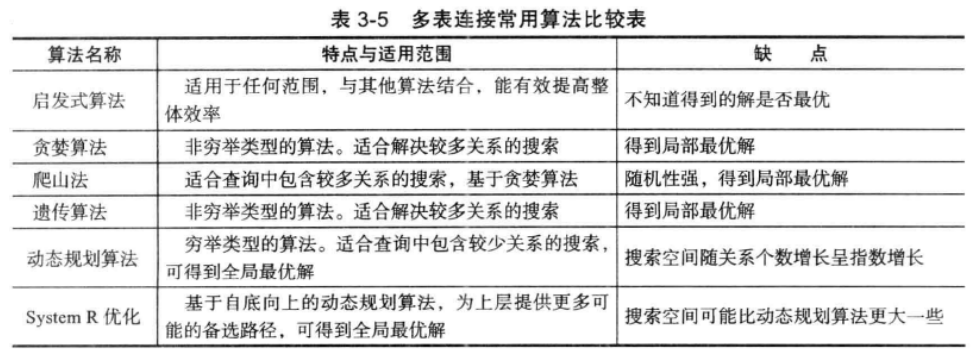 表 3-5 多表连接常用算法比较表
算法名称 特点与适用范围 缺 点
启发式算法 适用于任何范围，与其他算法结合，能有效提高整体效率 不知道得到的解是否最优
贪婪算法 非穷举类型的算法。适合解决较多关系的搜索 得到局部最优解
爬山法 适合查询中包含较多关系的搜索，基于贪婪算法 随机性强，得到局部最优解
遗传算法 非穷举类型的算法。适合解决较多关系的搜索 得到局部最优解
动态规划算法 穷举类型的算法。适合查询中包含较少关系的搜索，可得到全局最优解 搜索空间随关系个数增长呈指数增长
System R 优化 基于自底向上的动态规划算法，为上层提供更多可能的备选路径，可得到全局最优解 搜索空间可能比动态规划算法更大一些